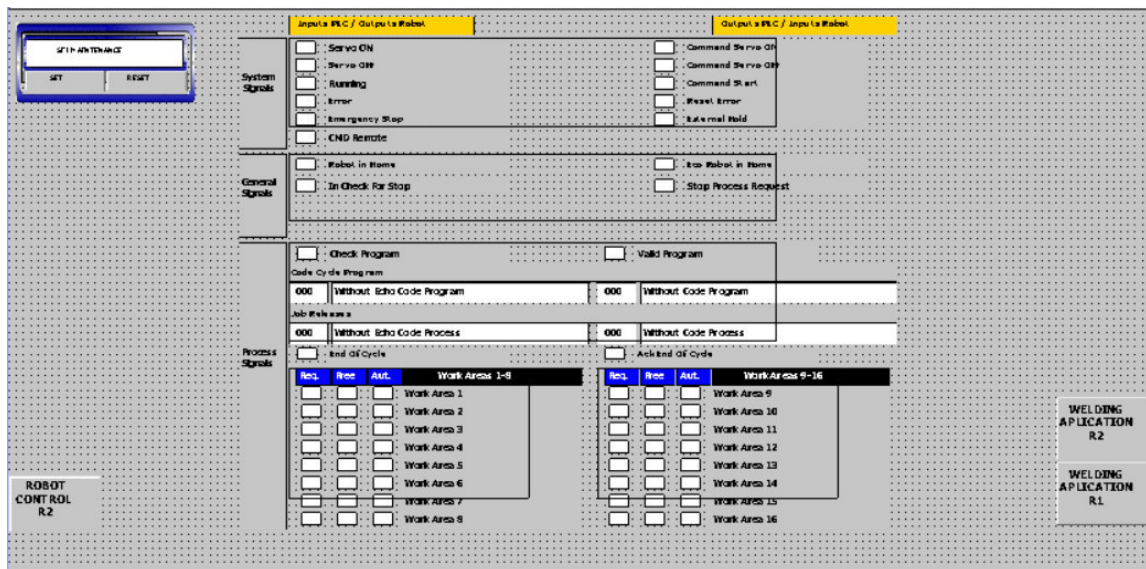 Inputs PLC / Outputs Robot
Outputs PLC / Inputs Robot
SET MAINTENANCE
SET
RESET
System
Signals
Servo ON
Command Servo ON
Servo Off
Command Servo Off
Running
Command Start
Error
Reset Error
Emergency Stop
External Hold
CMD Remote
General
Signals
Robot in Home
Eco Robot in Home
In Check For Stop
Stop Process Request
Check Program
Valid Program
Code Cycle Program
000 Without Echo Code Program
000 Without Code Program
Job Releases
000 Without Echo Code Process
000 Without Code Process
Process
Signals
End Of Cycle
Ack End Of Cycle
Req. Free Aut. Work Areas 1-8
Req. Free Aut. Work Areas 9-16
Work Area 1
Work Area 9
Work Area 2
Work Area 10
Work Area 3
Work Area 11
Work Area 4
Work Area 12
Work Area 5
Work Area 13
Work Area 6
Work Area 14
Work Area 7
Work Area 15
Work Area 8
Work Area 16
WELDING
APLICATION
R2
WELDING
APLICATION
R1
ROBOT
CONTROL
R2